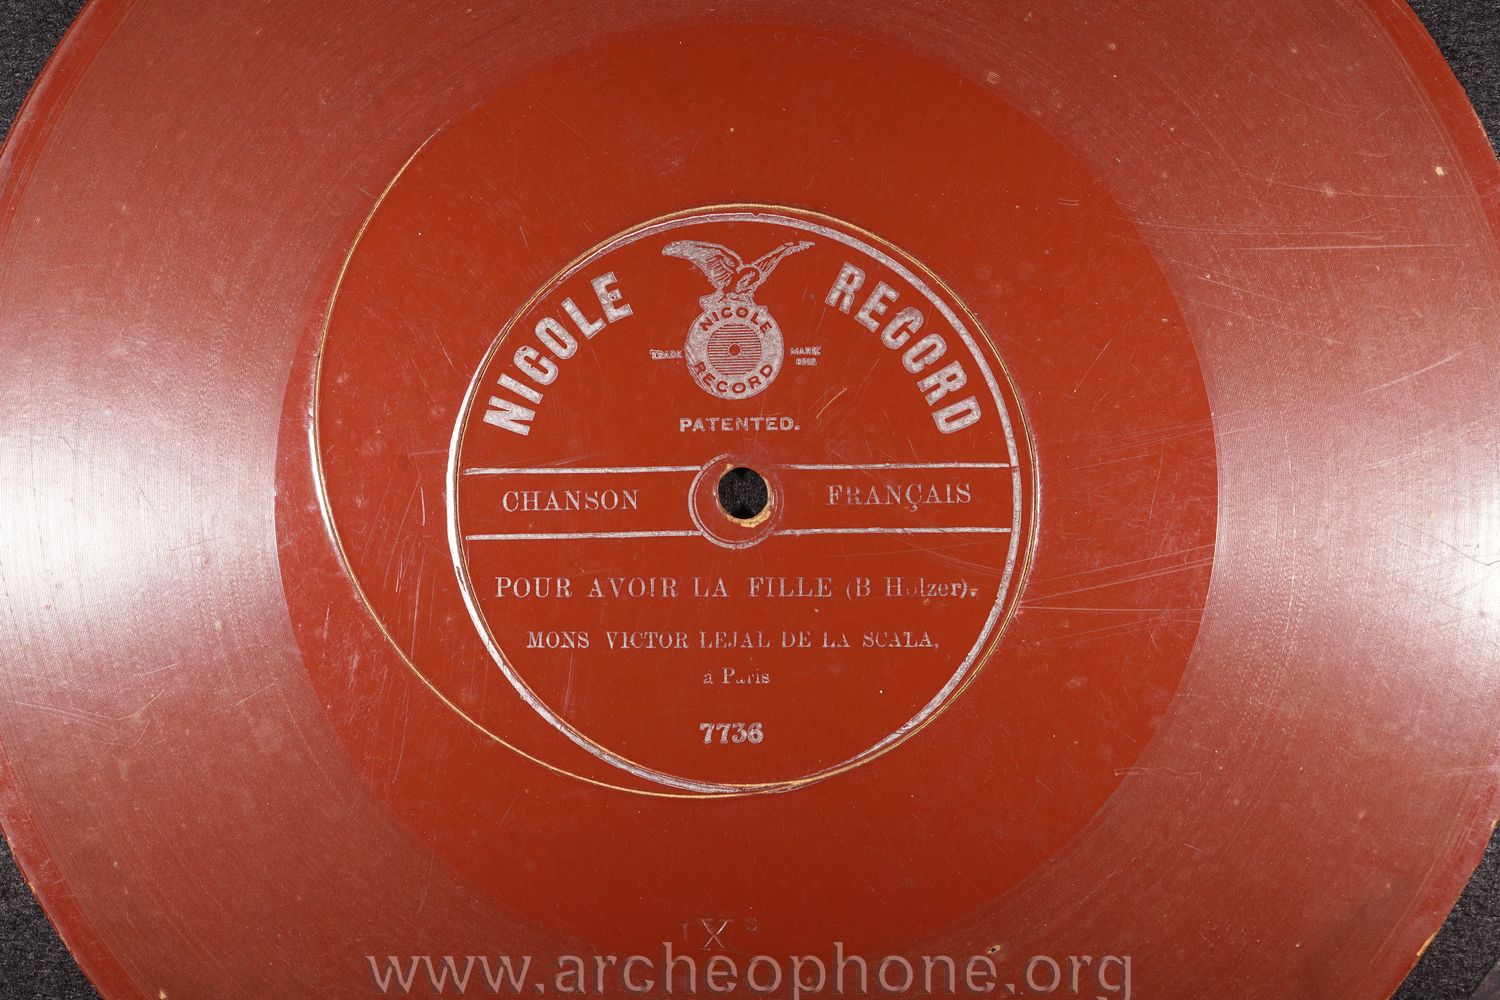 NICOLE RECORD
NICOLE RECORD
TRADE MARK
PATENTED.
CHANSON FRANÇAIS
POUR AVOIR LA FILLE (B Holzer).
MONS VICTOR LEJAL DE LA SCALA,
à Paris
7736
X
www.archeophone.org